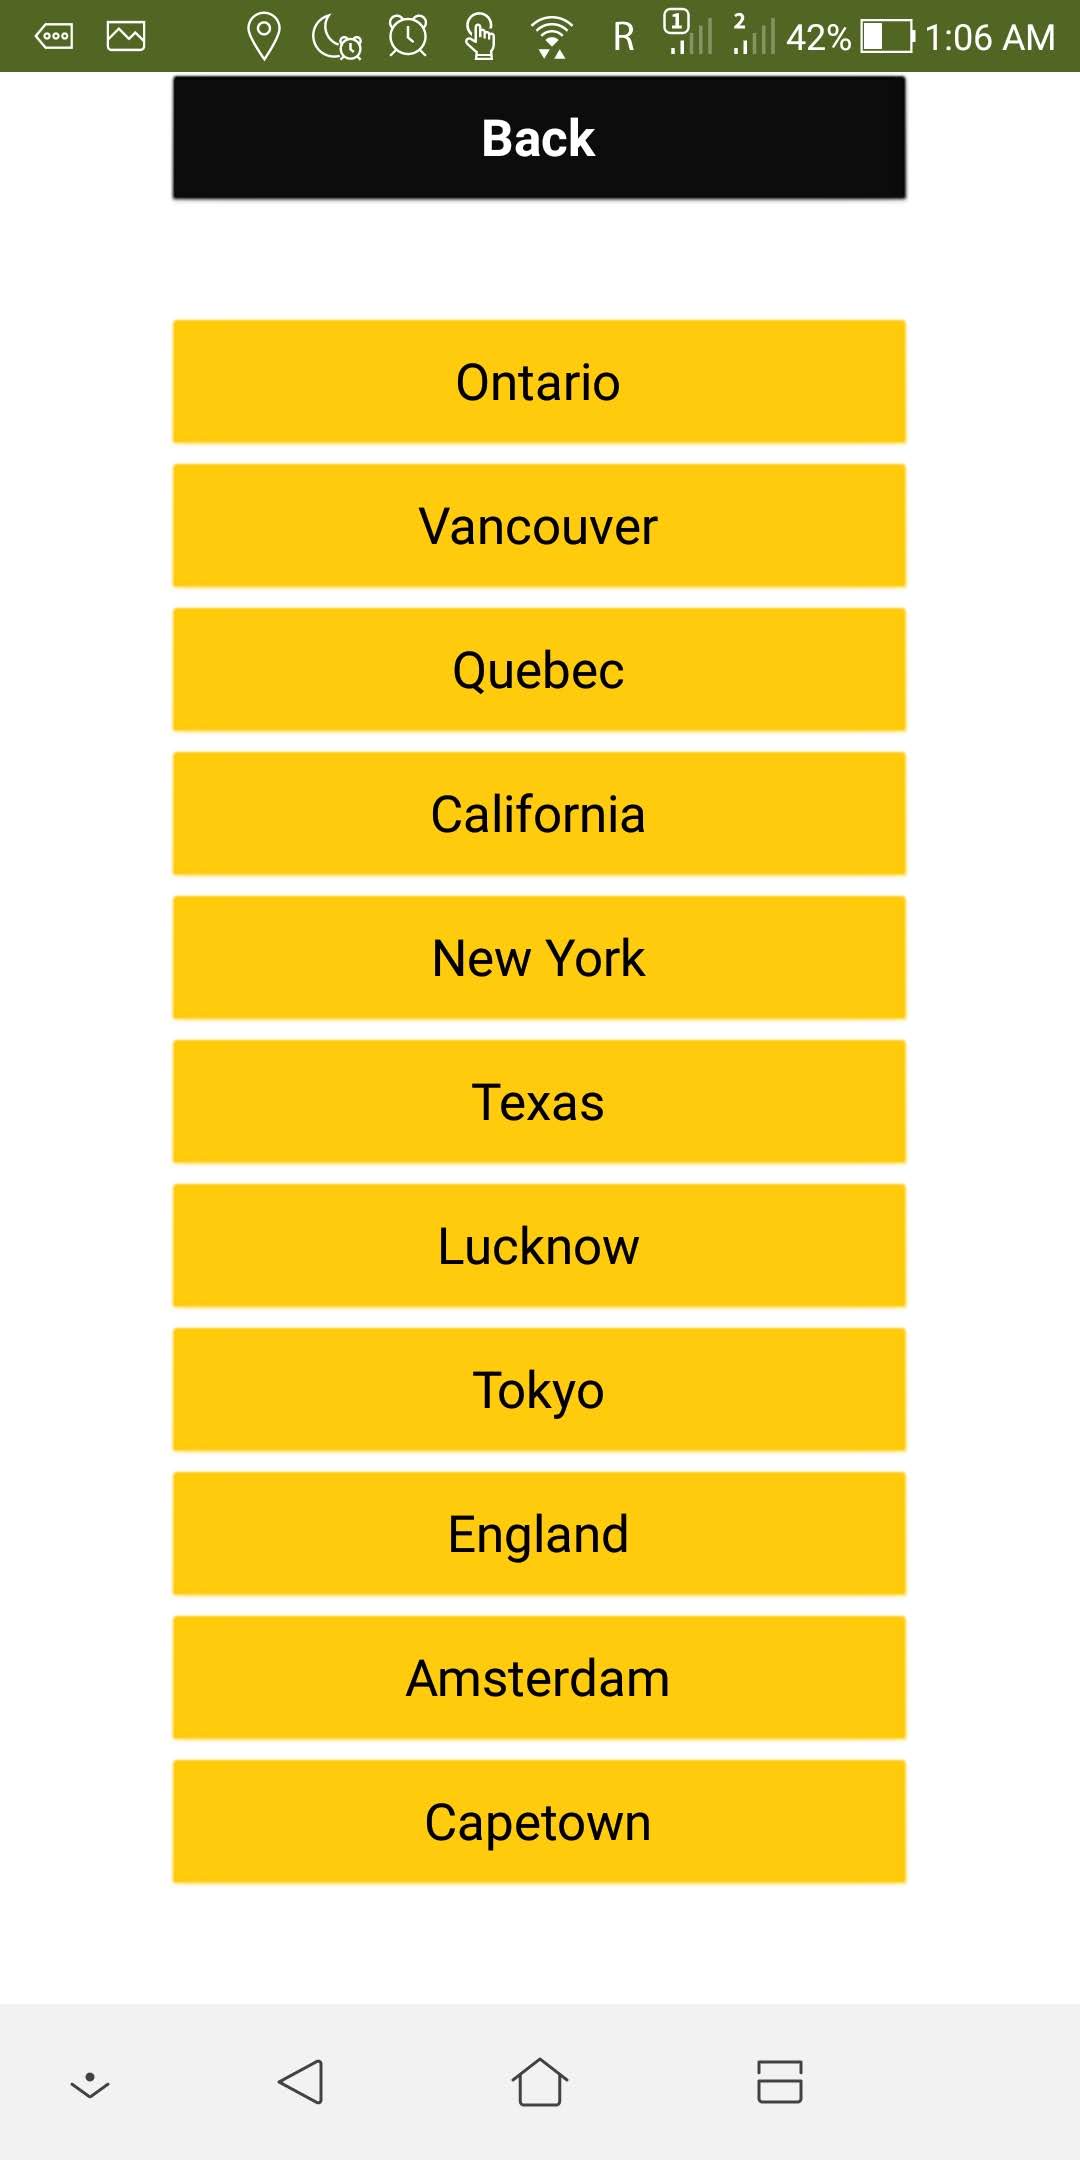 R 1 2 42% 1:06 AM
Back
Ontario
Vancouver
Quebec
California
New York
Texas
Lucknow
Tokyo
England
Amsterdam
Capetown